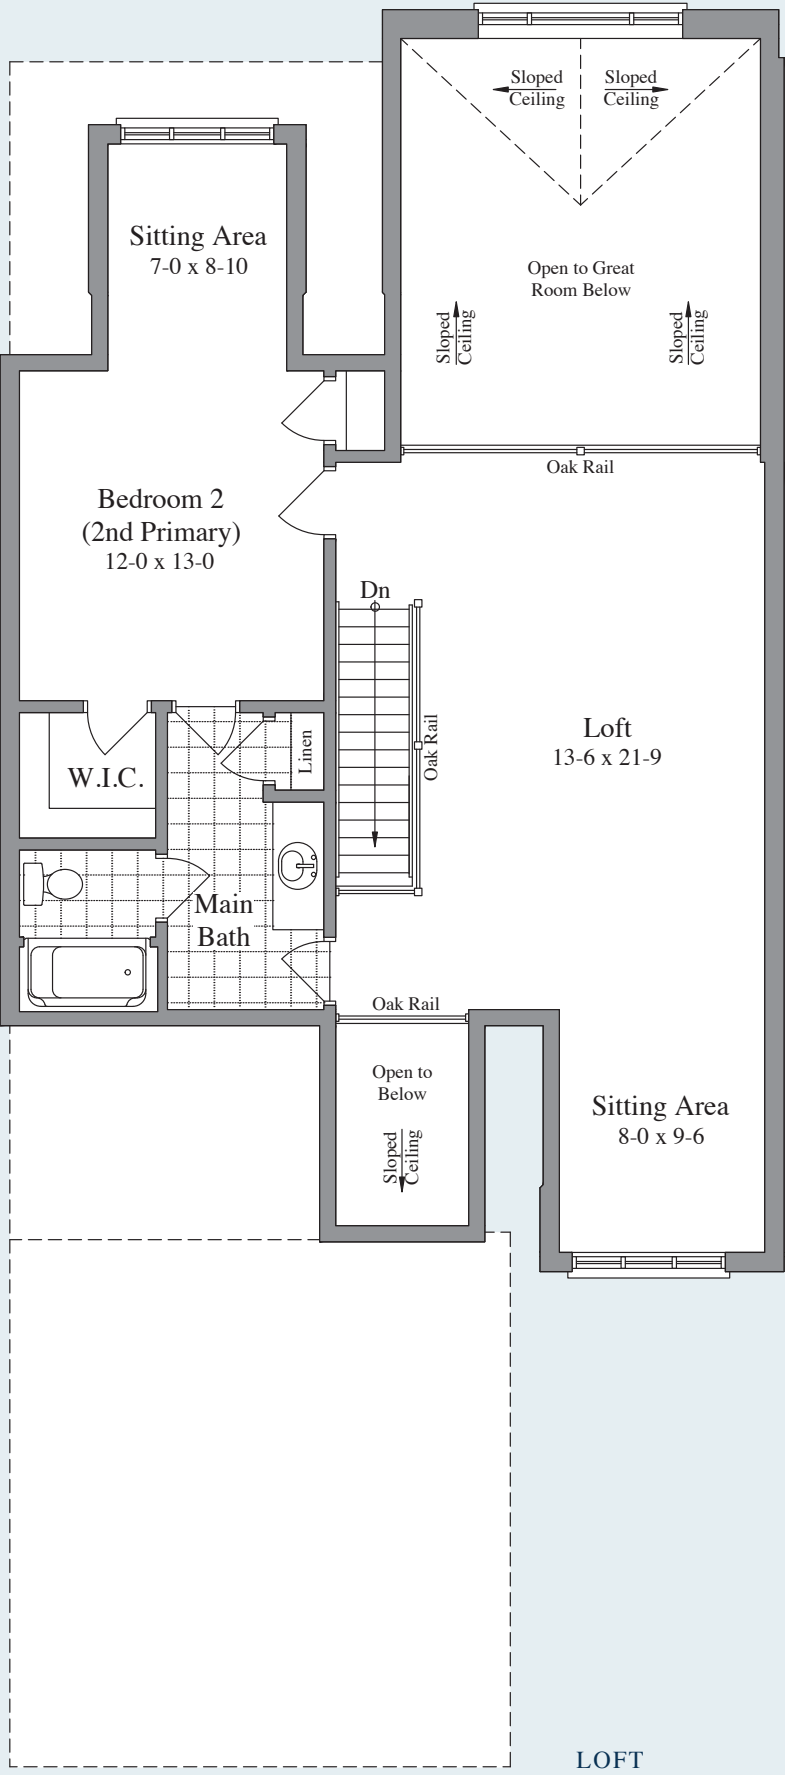 Sloped
Ceiling
Sloped
Ceiling
Sitting Area
7-0 x 8-10
Open to Great
Room Below
Sloped
Ceiling
Sloped
Ceiling
Oak Rail
Bedroom 2
(2nd Primary)
12-0 x 13-0
Dn
Loft
13-6 x 21-9
Oak Rail
Linen
W.I.C.
Main
Bath
Oak Rail
Open to
Below
Sloped
Ceiling
Sitting Area
8-0 x 9-6
LOFT